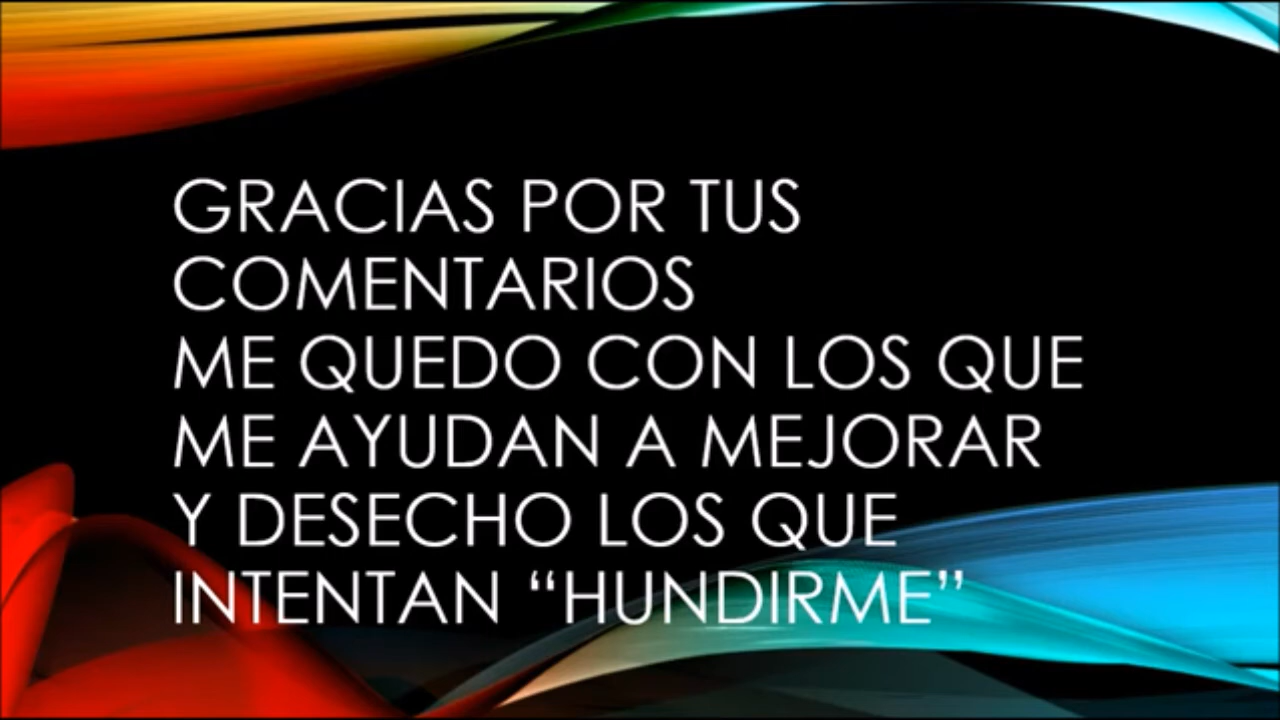 GRACIAS POR TUS
COMENTARIOS
ME QUEDO CON LOS QUE
ME AYUDAN A MEJORAR
Y DESECHO LOS QUE
INTENTAN “HUNDIRME”